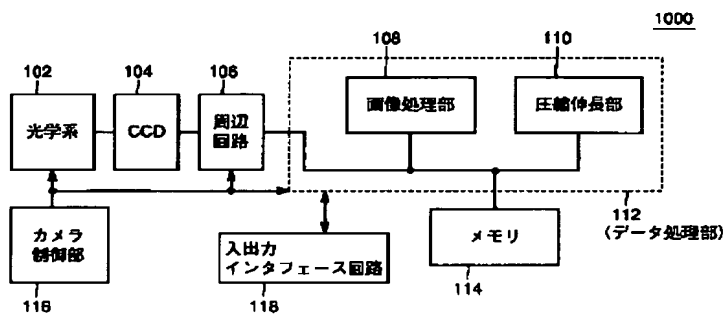 1000
102
104
106
108
110
光学系
CCD
周辺
回路
画像処理部
圧縮伸長部
カメラ
制御部
116
入出力
インタフェース回路
118
メモリ
114
112
(データ処理部)